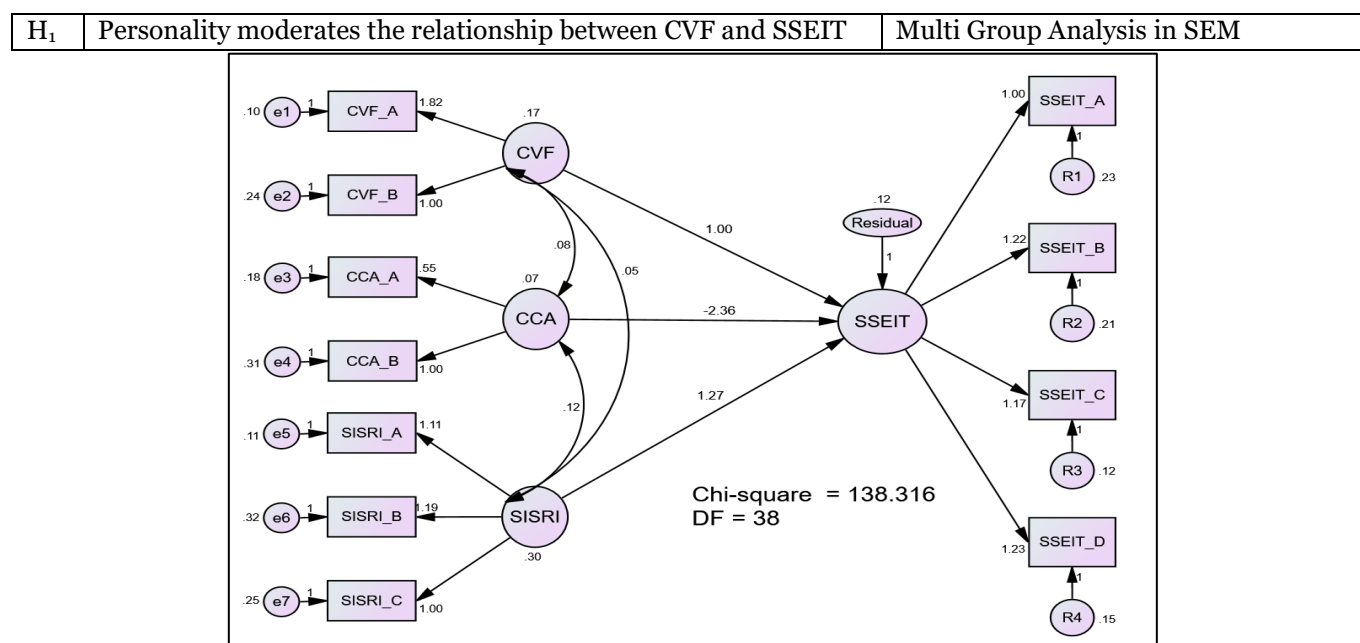 H₁ Personality moderates the relationship between CVF and SSEIT Multi Group Analysis in SEM
.10 e1 1 CVF_A 1.82
.24 e2 1 CVF_B 1.00
.18 e3 1 CCA_A .55
.31 e4 1 CCA_B 1.00
.11 e5 1 SISRI_A 1.11
.32 e6 1 SISRI_B 1.19
.25 e7 1 SISRI_C 1.00
.17
CVF
.07
CCA
SISRI
.30
.08
.05
.12
1.00
-2.36
1.27
.12
Residual
1
SSEIT
1.00 SSEIT_A
1
R1 .23
1.22 SSEIT_B
1
R2 .21
1.17 SSEIT_C
1
R3 .12
1.23 SSEIT_D
1
R4 .15
Chi-square = 138.316
DF = 38